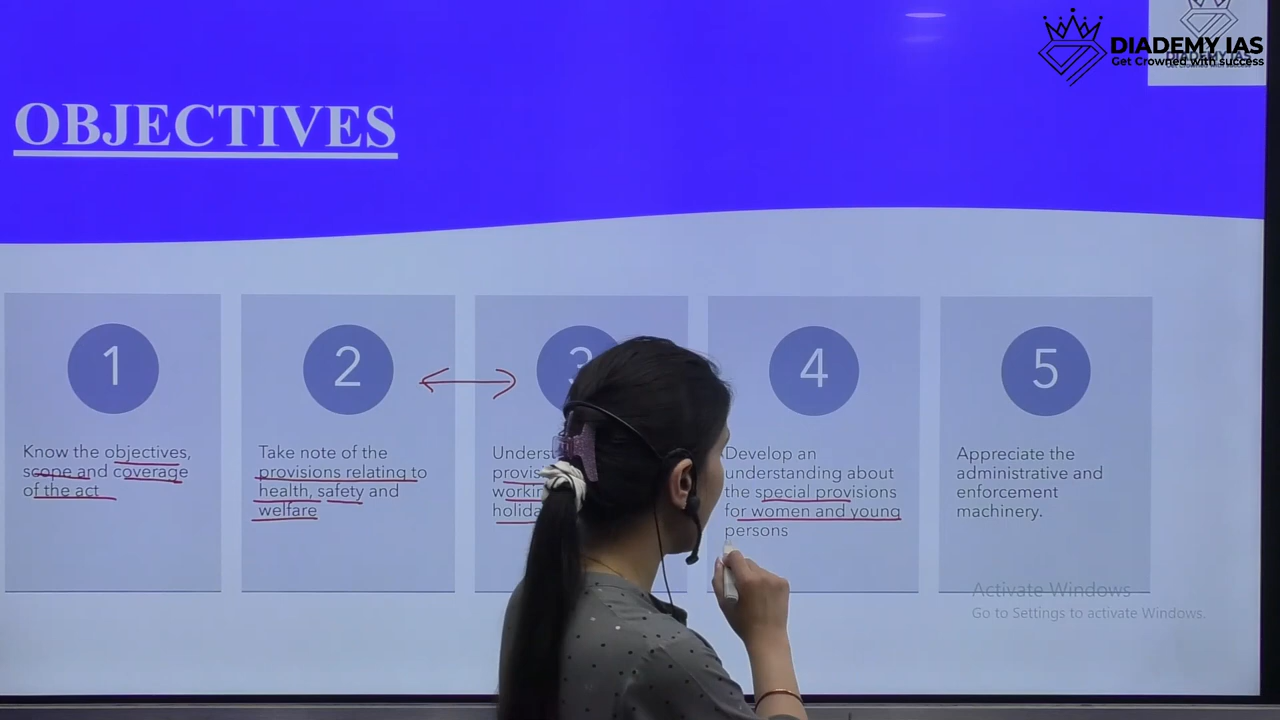 DIADEMY IAS
Get Crowned with success
DIADEMY IAS
OBJECTIVES
1
Know the objectives,
scope and coverage
of the act
2
Take note of the
provisions relating to
health, safety and
welfare
3
4
Develop an
understanding about
the special provisions
for women and young
persons
5
Appreciate the
administrative and
enforcement
machinery.
Activate Windows
Go to Settings to activate Windows.